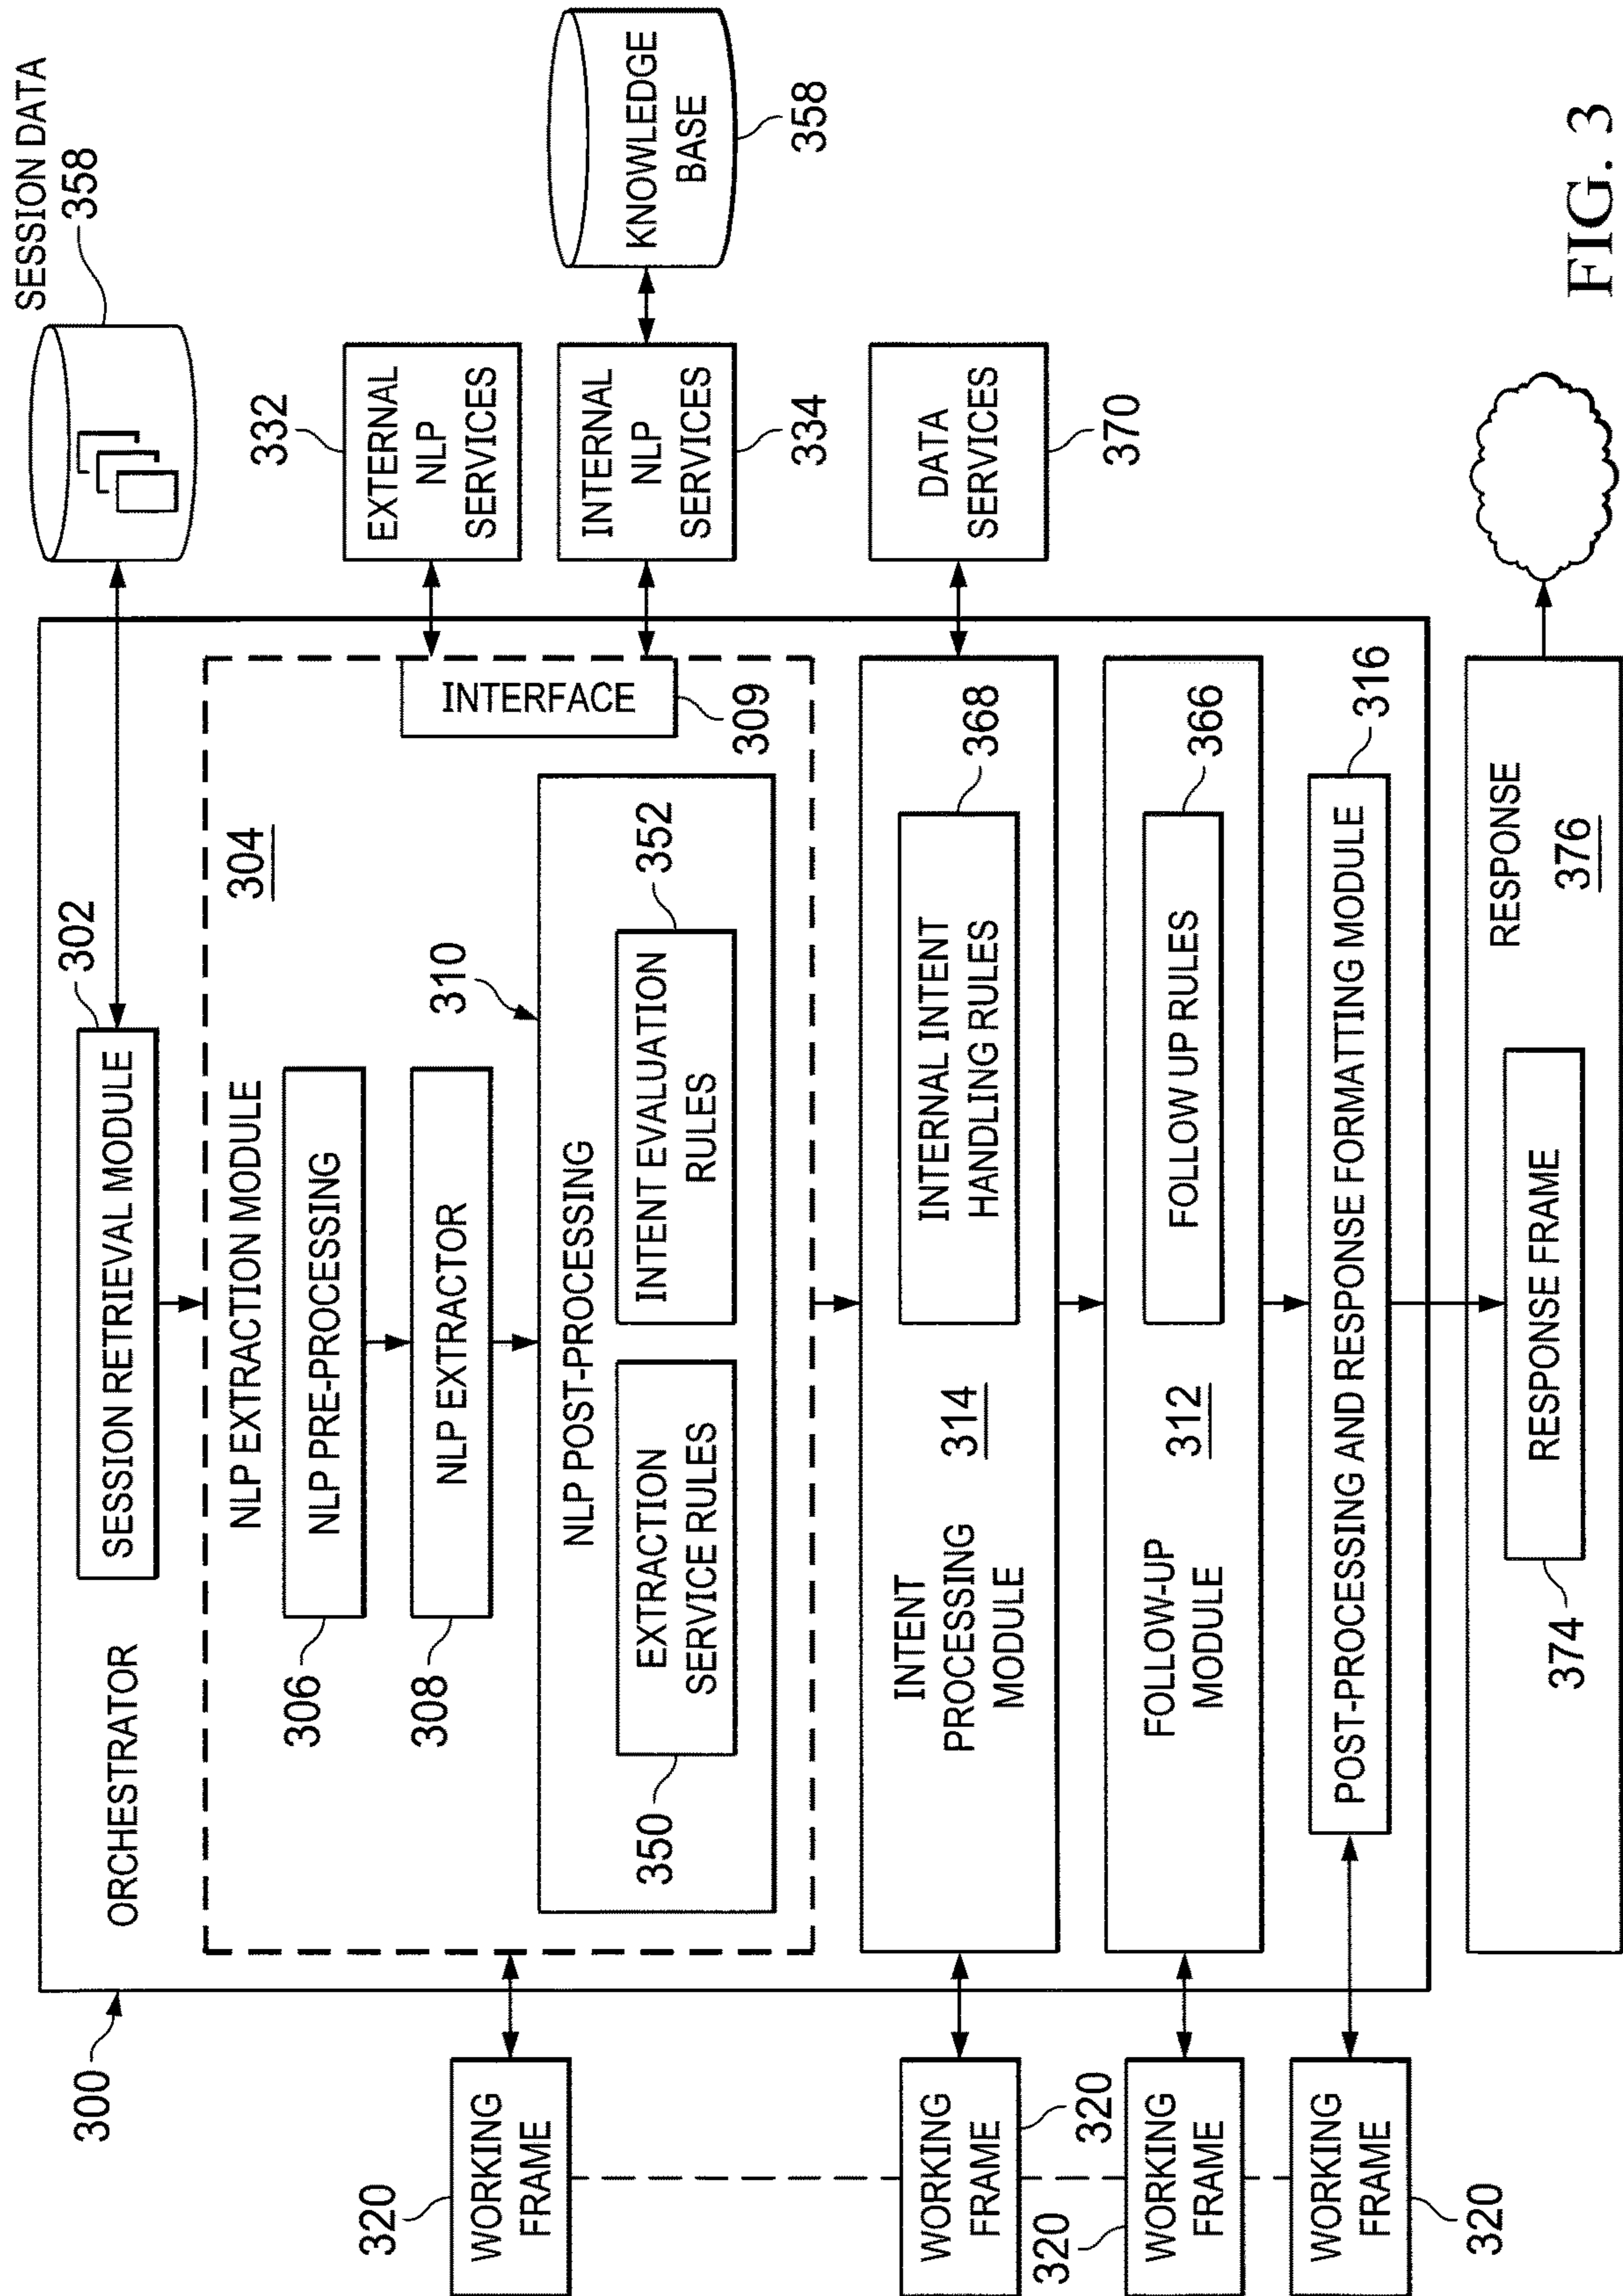 SESSION DATA
358
300
ORCHESTRATOR
SESSION RETRIEVAL MODULE
302
NLP EXTRACTION MODULE
304
306
NLP PRE-PROCESSING
308
NLP EXTRACTOR
310
NLP POST-PROCESSING
350
EXTRACTION
SERVICE RULES
INTENT EVALUATION
RULES
352
INTERFACE
309
332
EXTERNAL
NLP
SERVICES
INTERNAL
NLP
SERVICES
334
KNOWLEDGE
BASE
358
320
WORKING
FRAME
INTENT
PROCESSING
MODULE
314
INTERNAL INTENT
HANDLING RULES
368
DATA
SERVICES
370
WORKING
FRAME
320
FOLLOW-UP
MODULE
312
FOLLOW UP RULES
366
320
WORKING
FRAME
POST-PROCESSING AND RESPONSE FORMATTING MODULE
316
WORKING
FRAME
320
RESPONSE
376
374
RESPONSE FRAME
FIG. 3